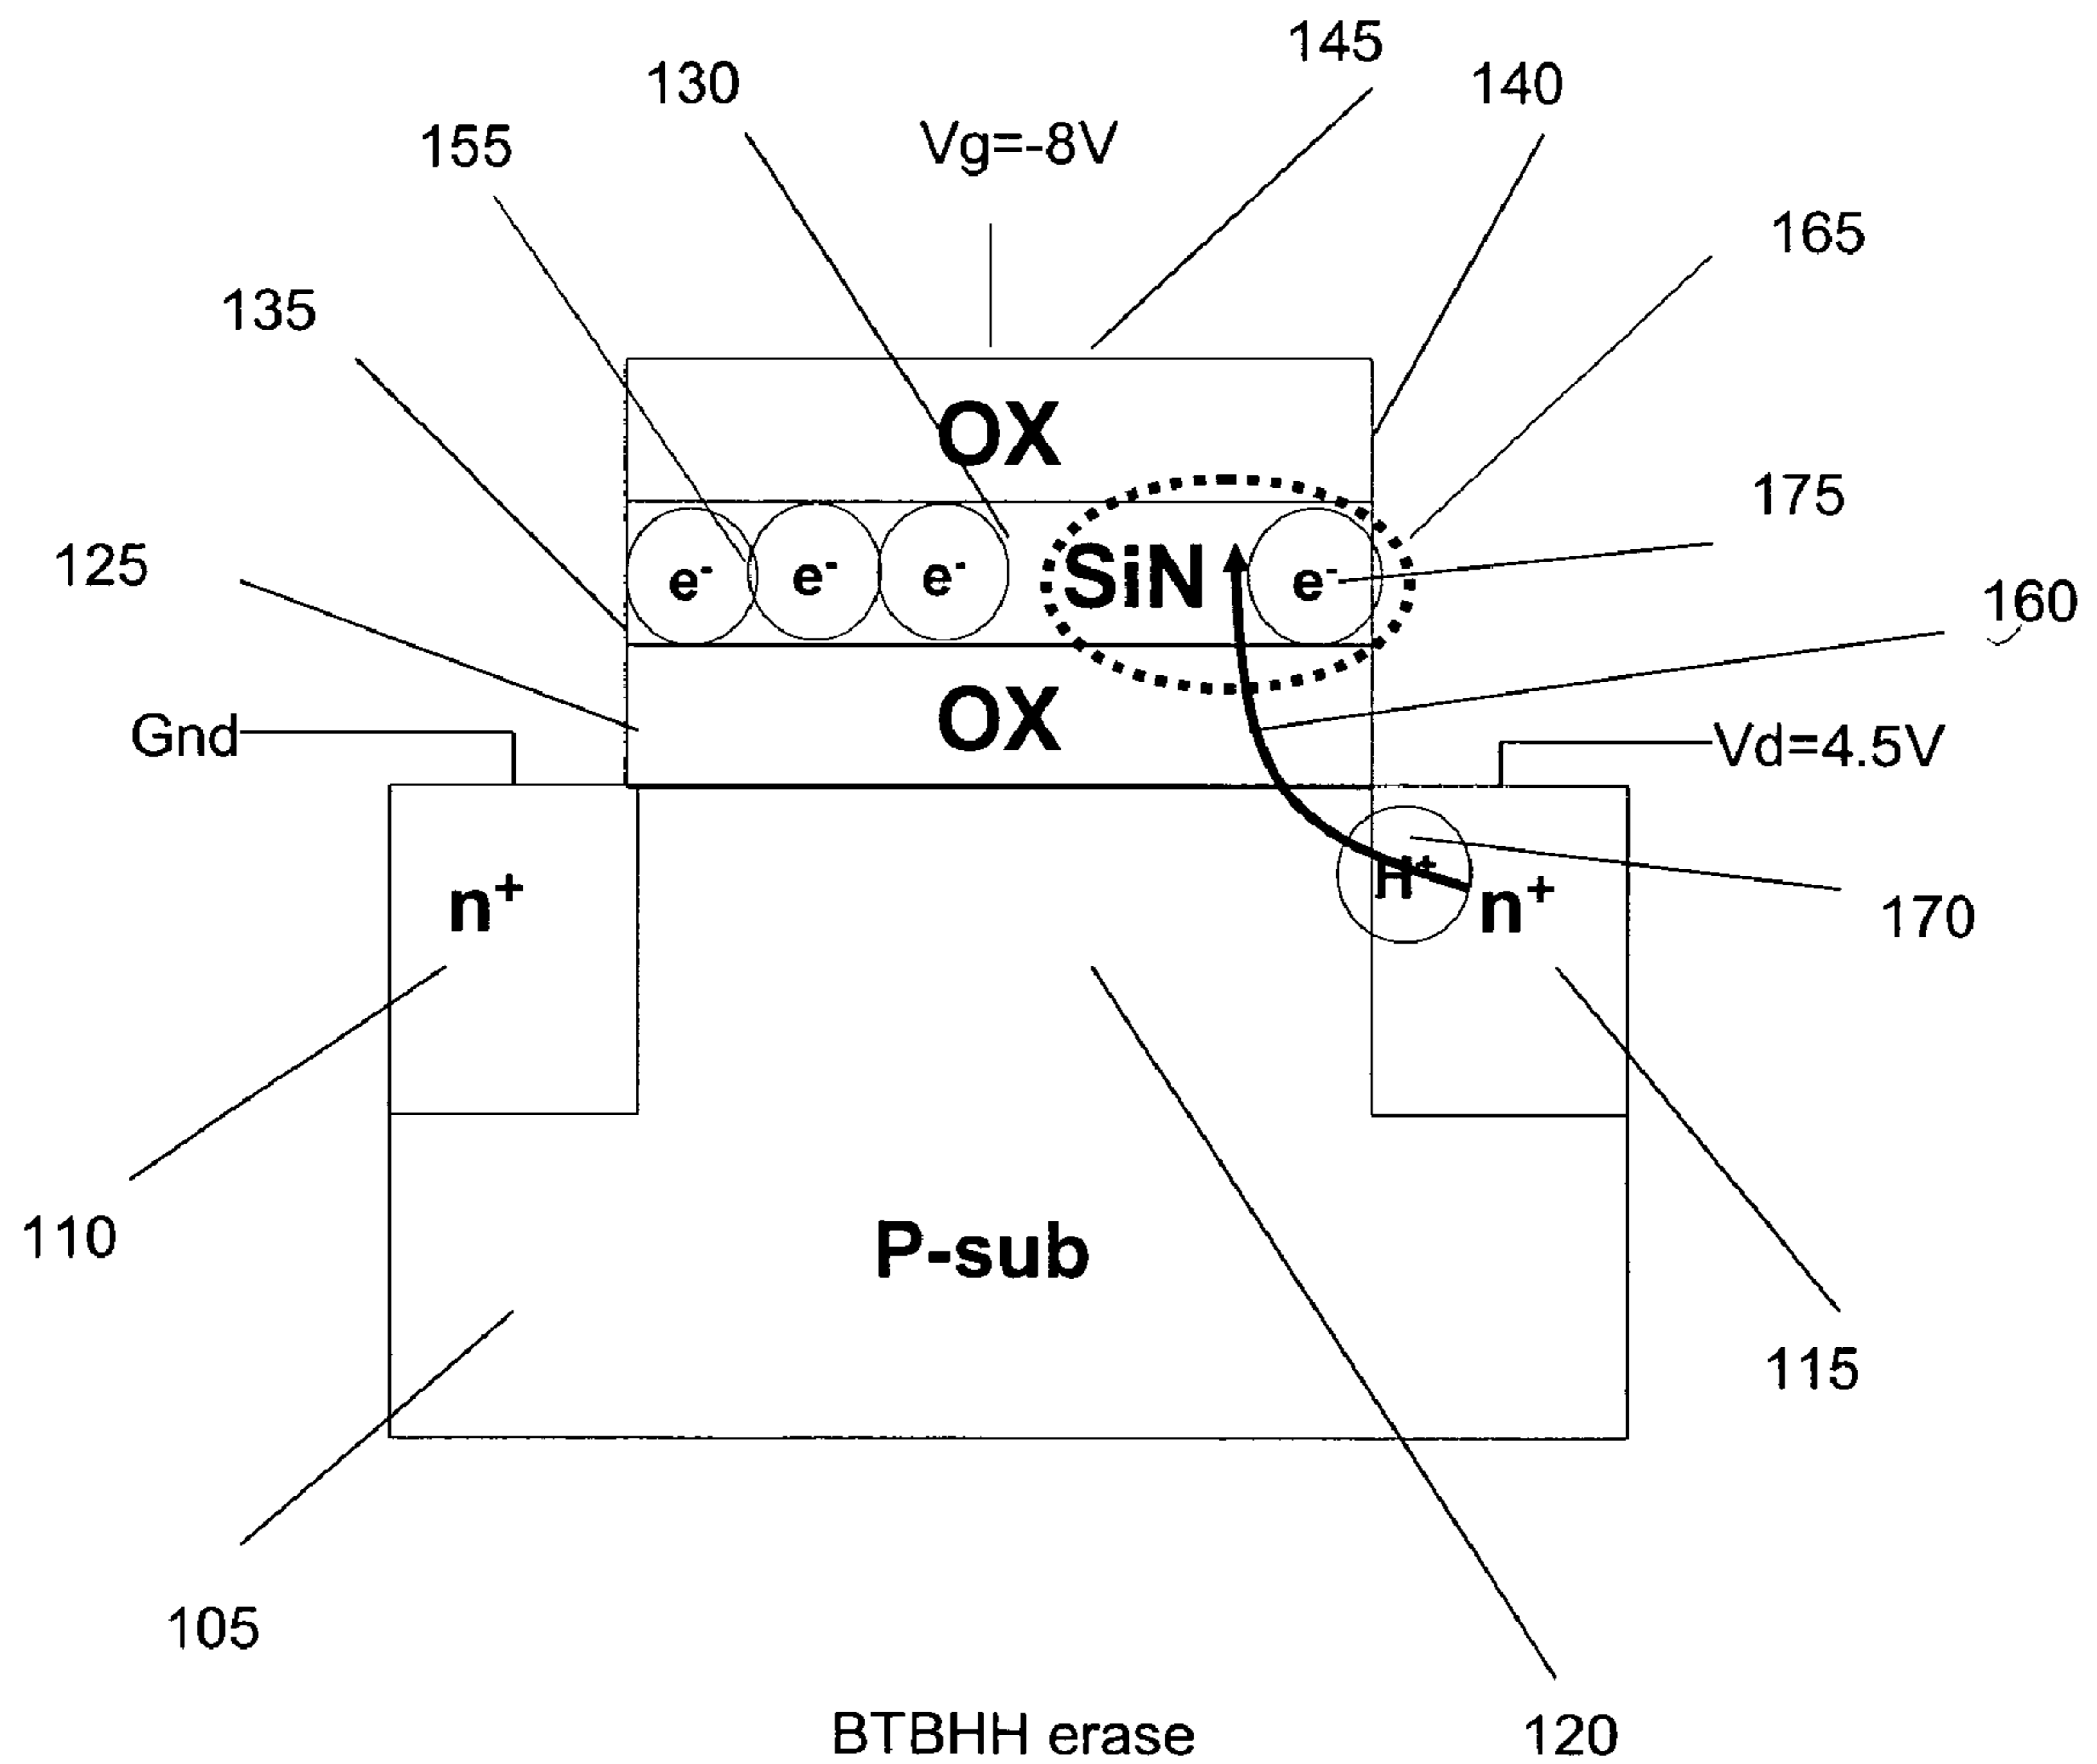 145
130
140
Vg=-8V
155
165
135
OX
175
125
e-
e-
e-
SiN
e-
160
OX
Gnd
Vd=4.5V
H+
n+
n+
170
110
P-sub
115
105
BTBHH erase
120